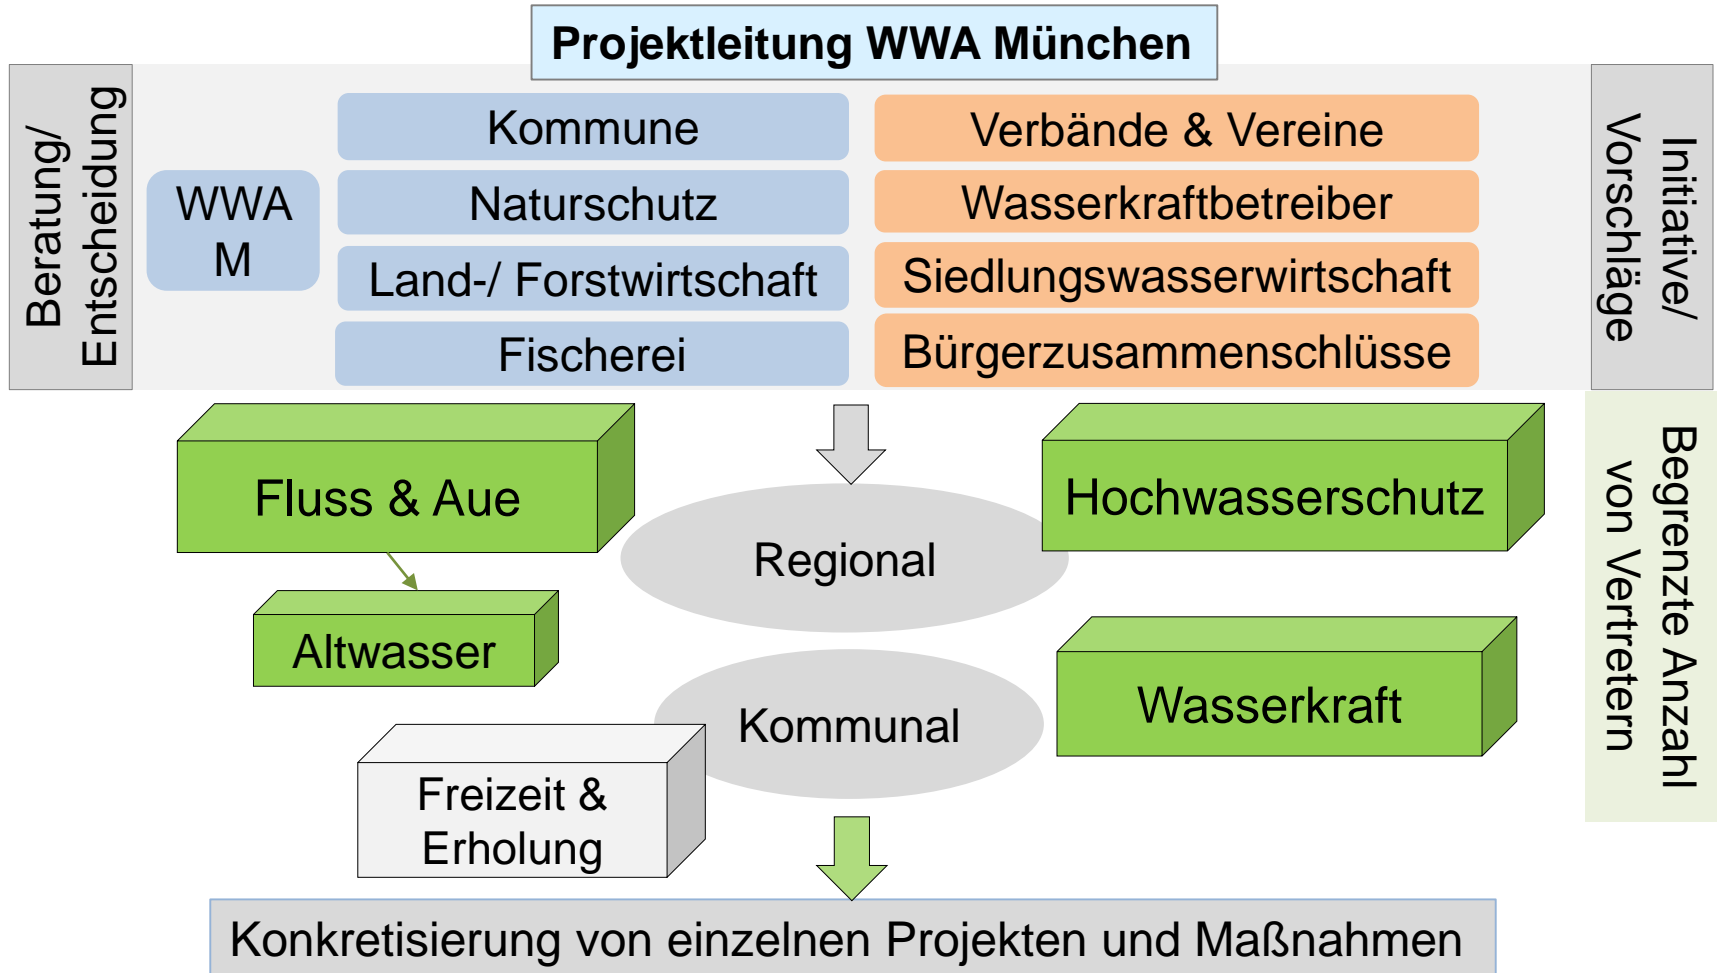 Projektleitung WWA München
Beratung/
Entscheidung
WWA
M
Kommune
Naturschutz
Land-/ Forstwirtschaft
Fischerei
Verbände & Vereine
Wasserkraftbetreiber
Siedlungswasserwirtschaft
Bürgerzusammenschlüsse
Initiative/
Vorschläge
Fluss & Aue
Altwasser
Freizeit &
Erholung
Regional
Kommunal
Hochwasserschutz
Wasserkraft
Begrenzte Anzahl
von Vertretern
Konkretisierung von einzelnen Projekten und Maßnahmen